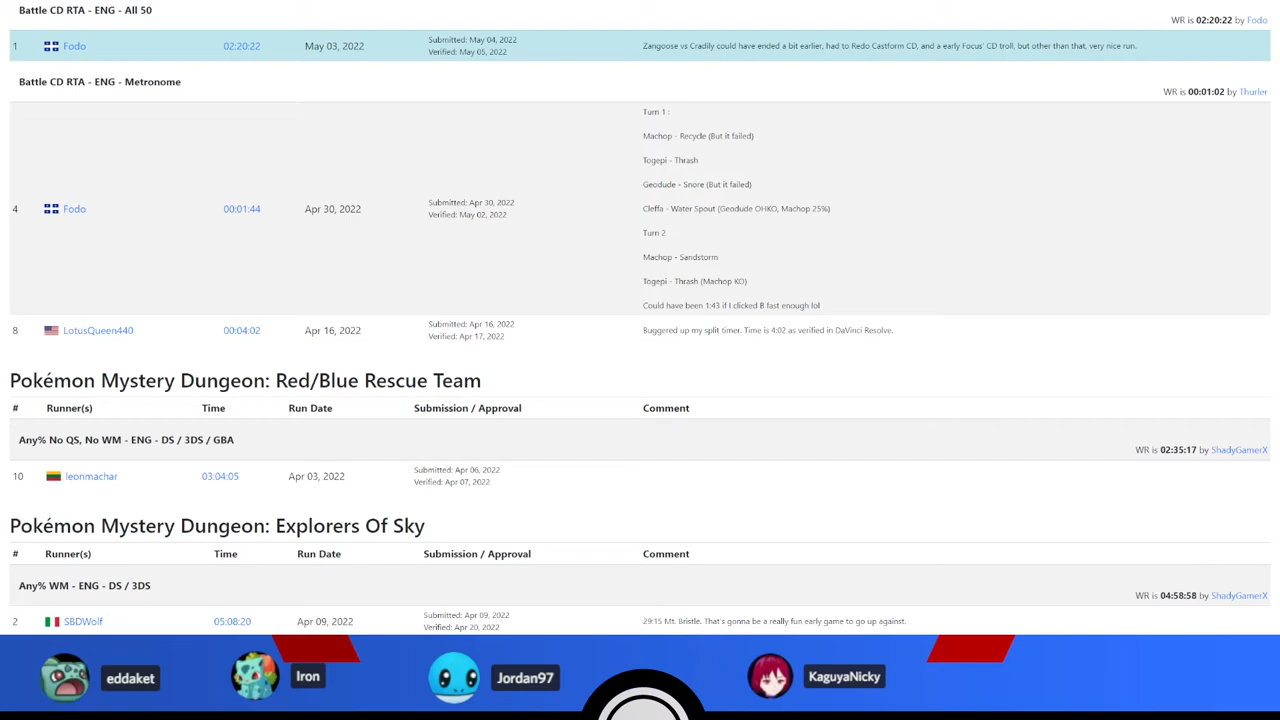 Battle CD RTA - ENG - All 50
WR is 02:20:22 by Fodo
1 Fodo 02:20:22 May 03, 2022 Submitted: May 04, 2022 Zangoose vs Cradily could have ended a bit earlier, had to Redo Castform CD, and a early Focus' CD troll, but other than that, very nice run.
Verified: May 05, 2022
Battle CD RTA - ENG - Metronome
WR is 00:01:02 by Thurler
Turn 1 :
Machop - Recycle (But it failed)
Togepi - Thrash
Geodude - Snore (But it failed)
4 Fodo 00:01:44 Apr 30, 2022 Submitted: Apr 30, 2022 Cleffa - Water Spout (Geodude OHKO, Machop 25%)
Verified: May 02, 2022
Turn 2
Machop - Sandstorm
Togepi - Thrash (Machop KO)
Could have been 1:43 if I clicked B fast enough lol
8 LotusQueen440 00:04:02 Apr 16, 2022 Submitted: Apr 16, 2022 Buggered up my split timer. Time is 4:02 as verified in DaVinci Resolve.
Verified: Apr 17, 2022
Pokémon Mystery Dungeon: Red/Blue Rescue Team
# Runner(s) Time Run Date Submission / Approval Comment
Any% No QS, No WM - ENG - DS / 3DS / GBA
WR is 02:35:17 by ShadyGamerX
10 leonmachar 03:04:05 Apr 03, 2022 Submitted: Apr 06, 2022
Verified: Apr 07, 2022
Pokémon Mystery Dungeon: Explorers Of Sky
# Runner(s) Time Run Date Submission / Approval Comment
Any% WM - ENG - DS / 3DS
WR is 04:58:58 by ShadyGamerX
2 SBDWolf 05:08:20 Apr 09, 2022 Submitted: Apr 09, 2022 29:15 Mt. Bristle. That's gonna be a really fun early game to go up against.
Verified: Apr 20, 2022
eddaket Iron Jordan97 KaguyaNicky